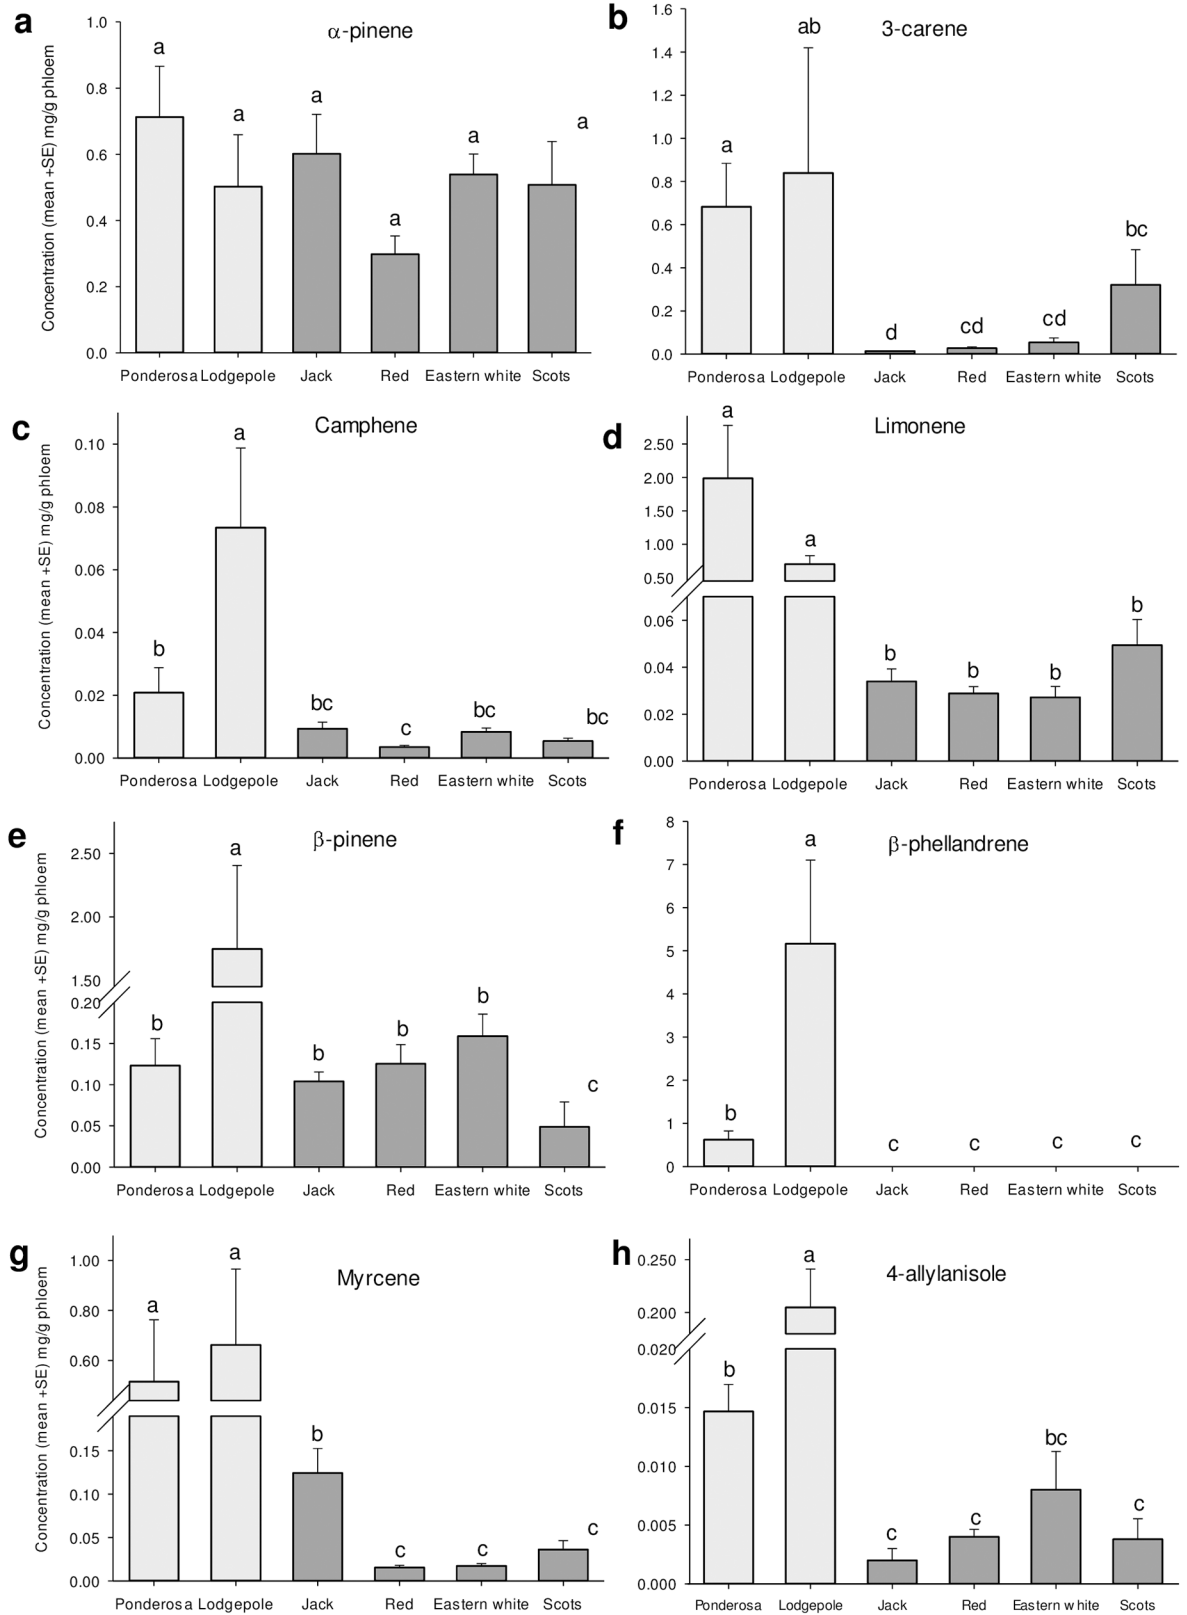 a
α-pinene
Concentration (mean +SE) mg/g phloem
1.0
0.8
0.6
0.4
0.2
0.0
a
a
a
a
a
a
Ponderosa Lodgepole Jack Red Eastern white Scots
b
3-carene
1.6
1.4
1.2
1.0
0.8
0.6
0.4
0.2
0.0
a
ab
d
cd
cd
bc
Ponderosa Lodgepole Jack Red Eastern white Scots
c
Camphene
Concentration (mean +SE) mg/g phloem
0.10
0.08
0.06
0.04
0.02
0.00
b
a
bc
c
bc
bc
Ponderosa Lodgepole Jack Red Eastern white Scots
d
Limonene
2.50
2.00
1.50
1.00
0.50
0.06
0.04
0.02
0.00
a
a
b
b
b
b
Ponderosa Lodgepole Jack Red Eastern white Scots
e
β-pinene
Concentration (mean +SE) mg/g phloem
2.50
2.00
1.50
0.20
0.15
0.10
0.05
0.00
b
a
b
b
b
c
Ponderosa Lodgepole Jack Red Eastern white Scots
f
β-phellandrene
8
7
6
5
4
3
2
1
0
b
a
c
c
c
c
Ponderosa Lodgepole Jack Red Eastern white Scots
g
Myrcene
Concentration (mean +SE) mg/g phloem
1.00
0.80
0.60
0.15
0.10
0.05
0.00
a
a
b
c
c
c
Ponderosa Lodgepole Jack Red Eastern white Scots
h
4-allylanisole
0.250
0.200
0.020
0.015
0.010
0.005
0.000
b
a
c
c
bc
c
Ponderosa Lodgepole Jack Red Eastern white Scots